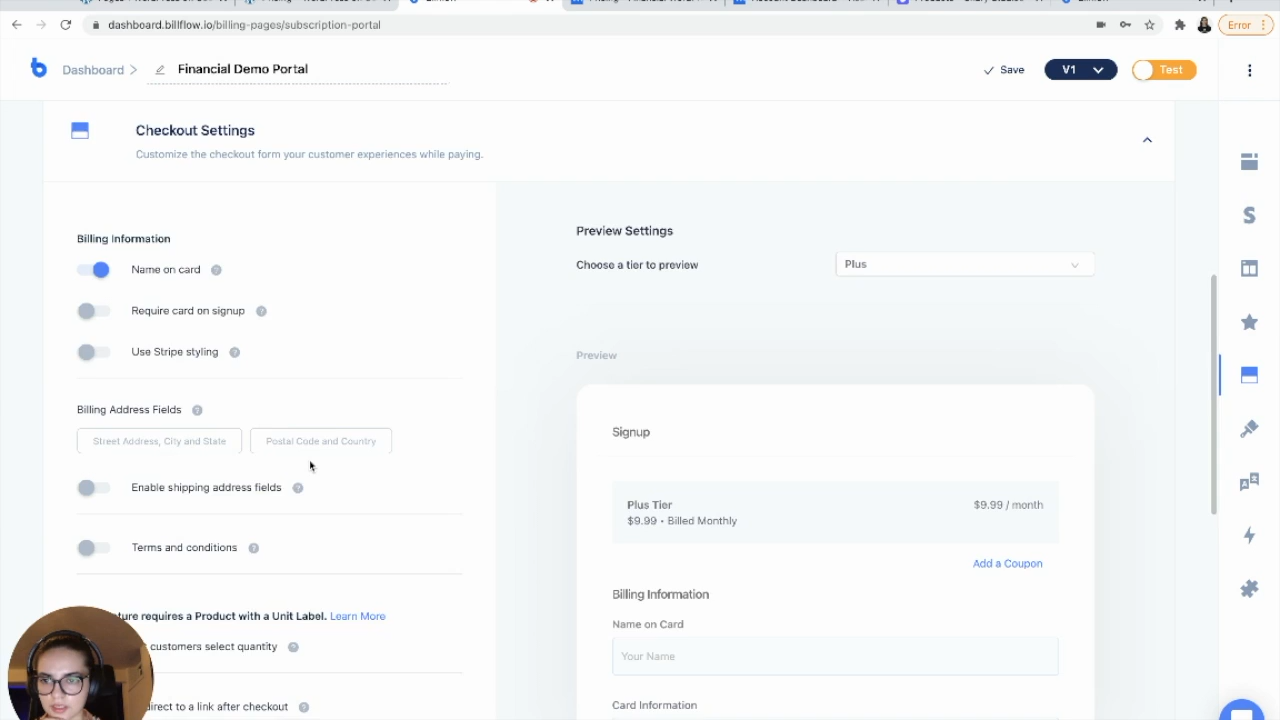 dashboard.billflow.io/billing-pages/subscription-portal
Error
Dashboard
Financial Demo Portal
Save
V1
Test
Checkout Settings
Customize the checkout form your customer experiences while paying.
Billing Information
Name on card
Require card on signup
Use Stripe styling
Billing Address Fields
Street Address, City and State
Postal Code and Country
Enable shipping address fields
Terms and conditions
requires a Product with a Unit Label. Learn More
customers select quantity
to a link after checkout
Preview Settings
Choose a tier to preview
Plus
Preview
Signup
Plus Tier
$9.99 / month
$9.99 • Billed Monthly
Add a Coupon
Billing Information
Name on Card
Your Name
Card Information